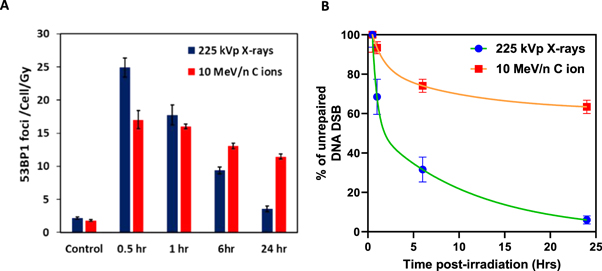 A
53BP1 foci /Cell/Gy
35
30
25
20
15
10
5
0
225 kVp X-rays
10 MeV/n C ions
Control
0.5 hr
1 hr
6hr
24 hr
B
% of unrepaired
DNA DSB
100
80
60
40
20
0
225 kVp X-rays
10 MeV/n C ion
0
5
10
15
20
25
Time post-irradiation (Hrs)